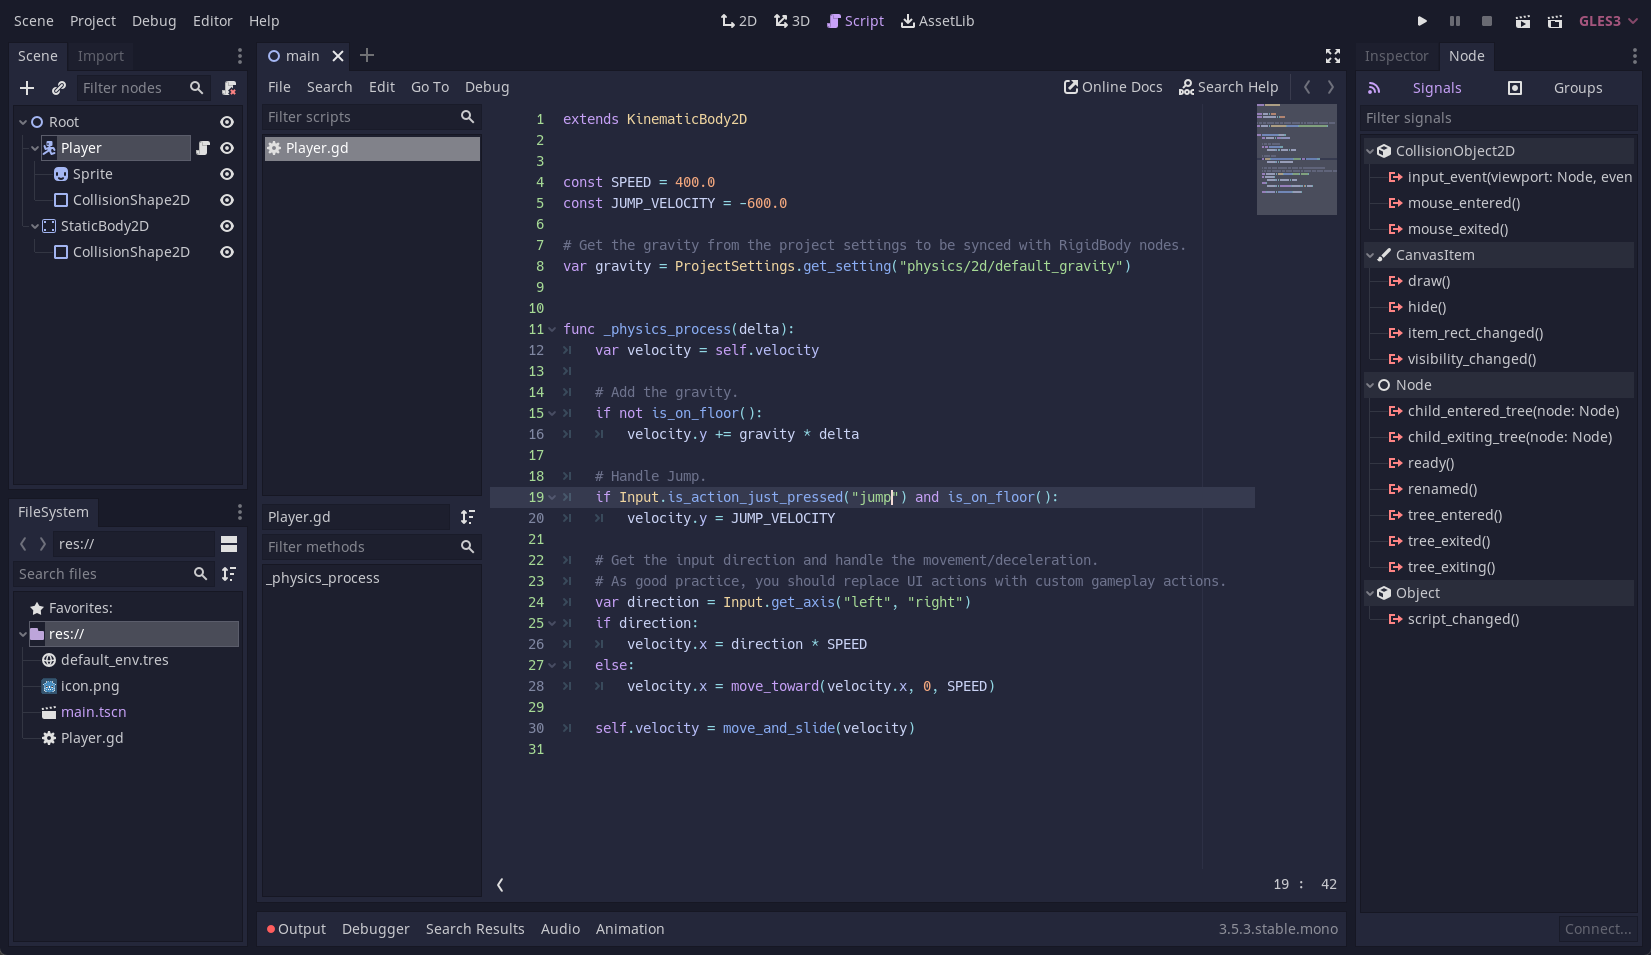 Scene Project Debug Editor Help
2D 3D Script AssetLib
GLES3
Scene Import
Filter nodes
Root
Player
Sprite
CollisionShape2D
StaticBody2D
CollisionShape2D
FileSystem
res://
Search files
Favorites:
res://
default_env.tres
icon.png
main.tscn
Player.gd
main
File Search Edit Go To Debug
Online Docs Search Help
Filter scripts
Player.gd
Player.gd
Filter methods
_physics_process
1 extends KinematicBody2D
2
3
4 const SPEED = 400.0
5 const JUMP_VELOCITY = -600.0
6
7 # Get the gravity from the project settings to be synced with RigidBody nodes.
8 var gravity = ProjectSettings.get_setting("physics/2d/default_gravity")
9
10
11 func _physics_process(delta):
12 var velocity = self.velocity
13
14 # Add the gravity.
15 if not is_on_floor():
16 velocity.y += gravity * delta
17
18 # Handle Jump.
19 if Input.is_action_just_pressed("jump") and is_on_floor():
20 velocity.y = JUMP_VELOCITY
21
22 # Get the input direction and handle the movement/deceleration.
23 # As good practice, you should replace UI actions with custom gameplay actions.
24 var direction = Input.get_axis("left", "right")
25 if direction:
26 velocity.x = direction * SPEED
27 else:
28 velocity.x = move_toward(velocity.x, 0, SPEED)
29
30 self.velocity = move_and_slide(velocity)
31
19 : 42
Output Debugger Search Results Audio Animation
3.5.3.stable.mono
Inspector Node
Signals Groups
Filter signals
CollisionObject2D
input_event(viewport: Node, even
mouse_entered()
mouse_exited()
CanvasItem
draw()
hide()
item_rect_changed()
visibility_changed()
Node
child_entered_tree(node: Node)
child_exiting_tree(node: Node)
ready()
renamed()
tree_entered()
tree_exited()
tree_exiting()
Object
script_changed()
Connect...